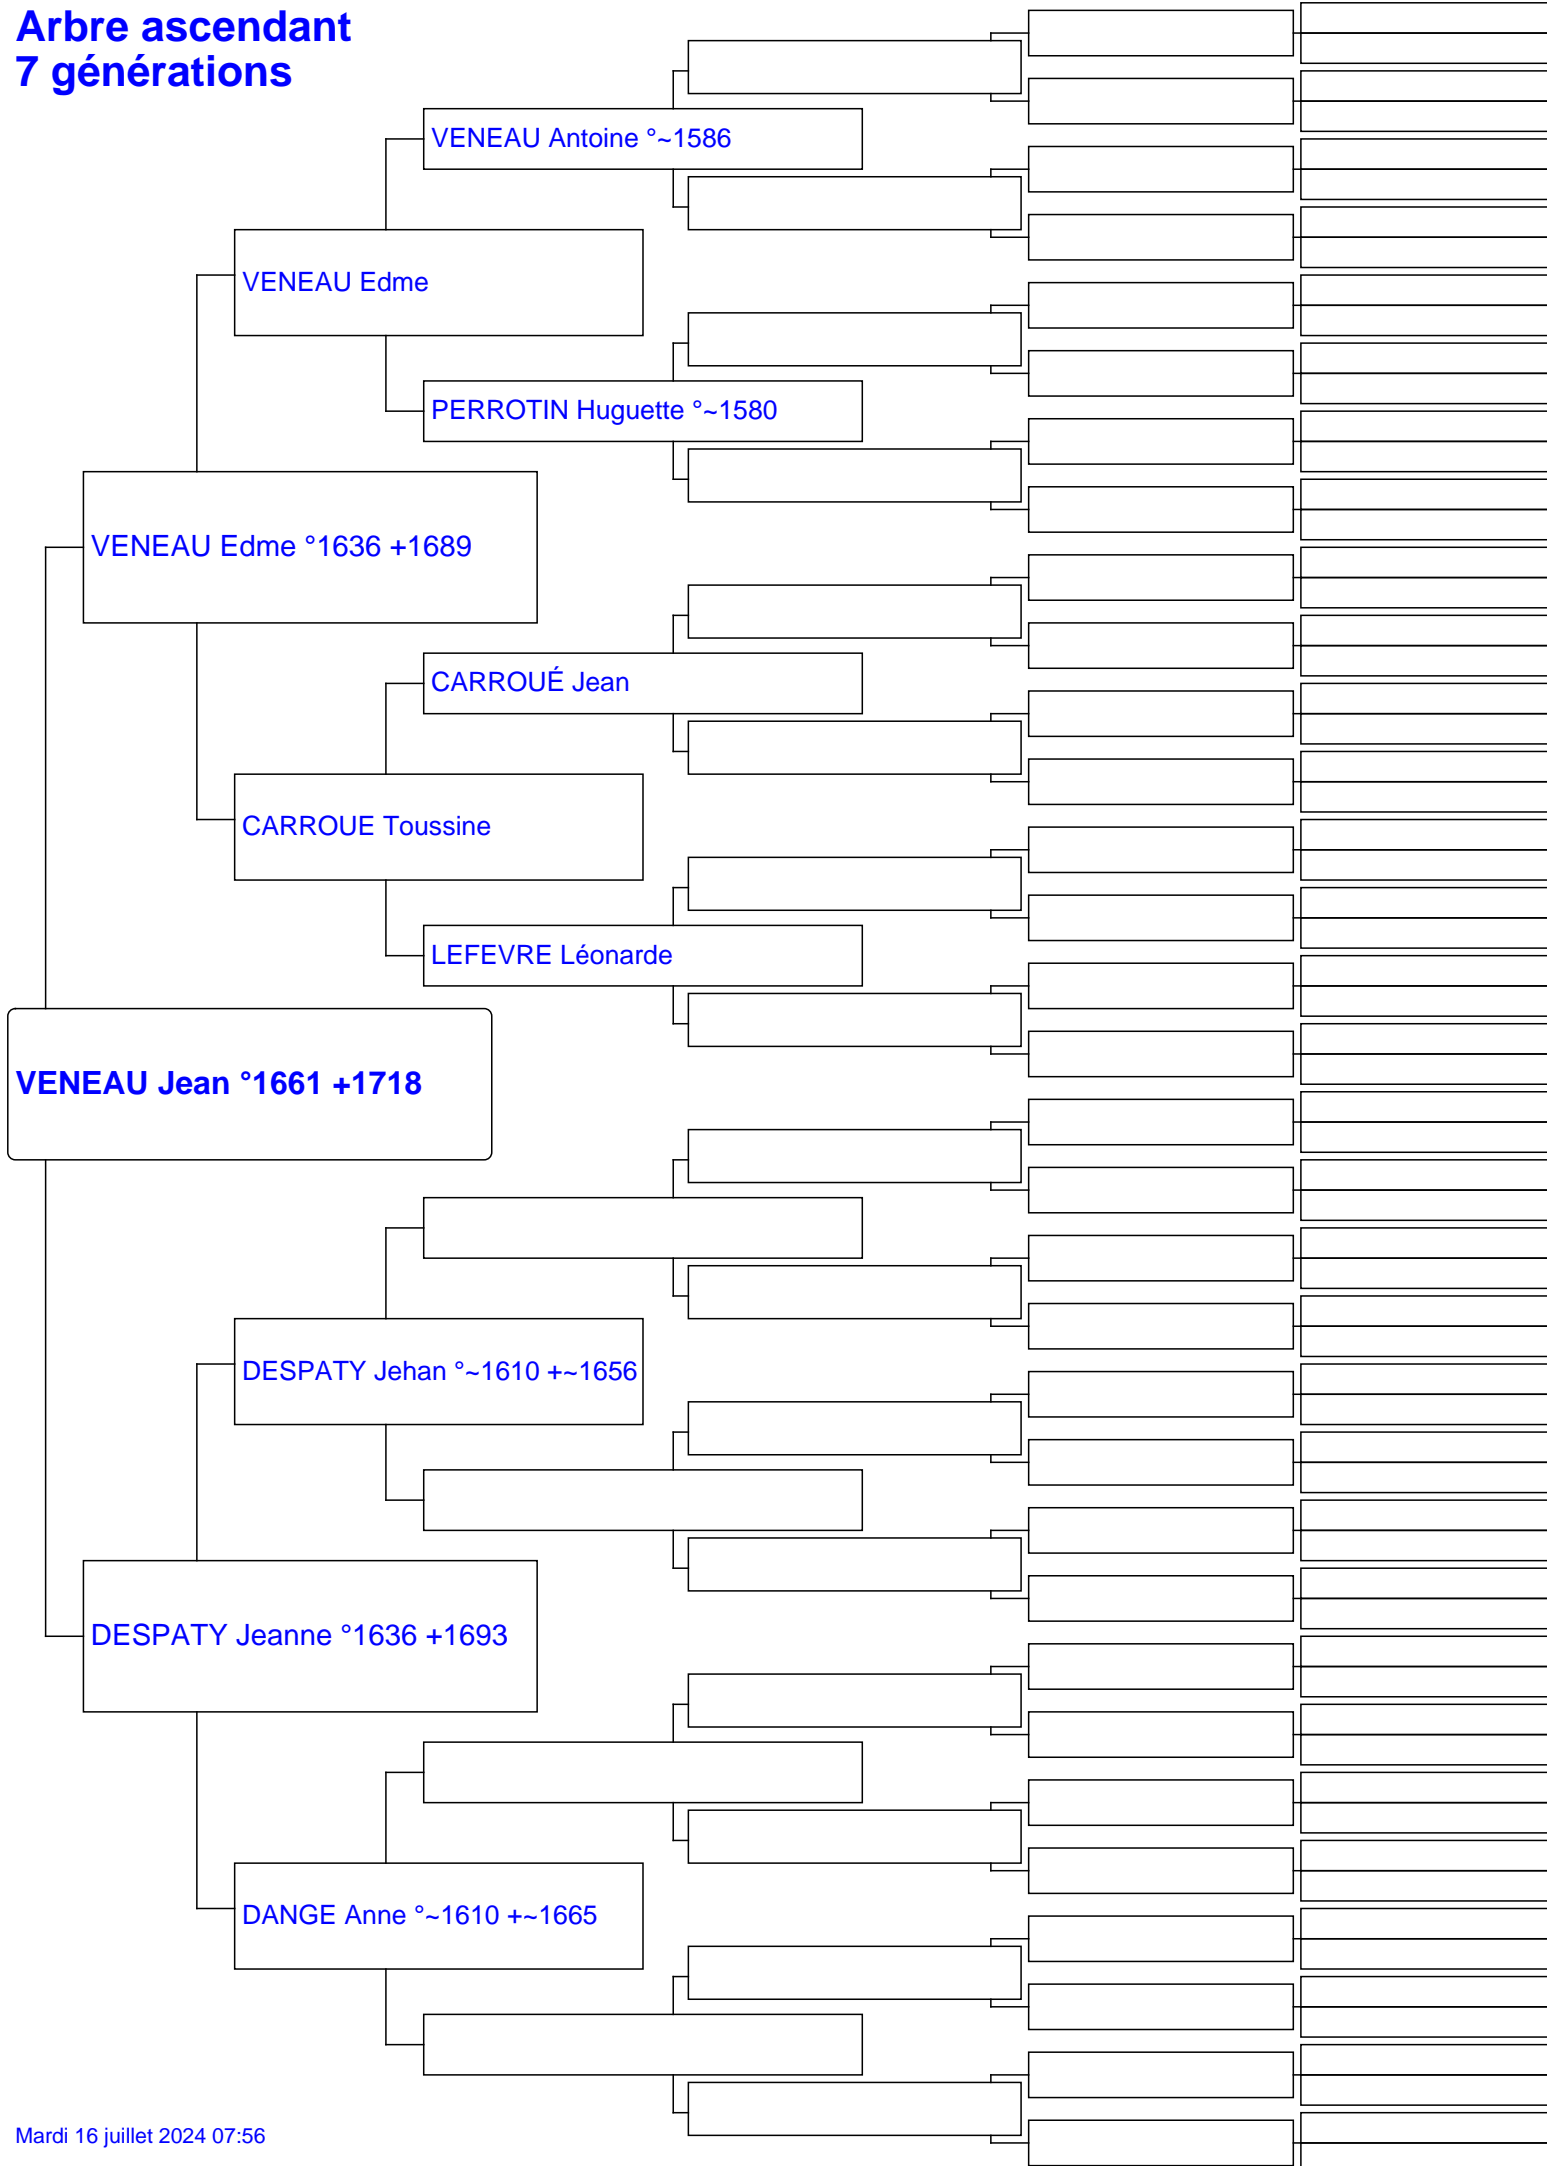 Arbre ascendant
7 générations
VENEAU Antoine °~1586
VENEAU Edme
PERROTIN Huguette °~1580
VENEAU Edme °1636 +1689
CARROUÉ Jean
CARROUE Toussine
LEFEVRE Léonarde
VENEAU Jean °1661 +1718
DESPATY Jehan °~1610 +~1656
DESPATY Jeanne °1636 +1693
DANGE Anne °~1610 +~1665
Mardi 16 juillet 2024 07:56